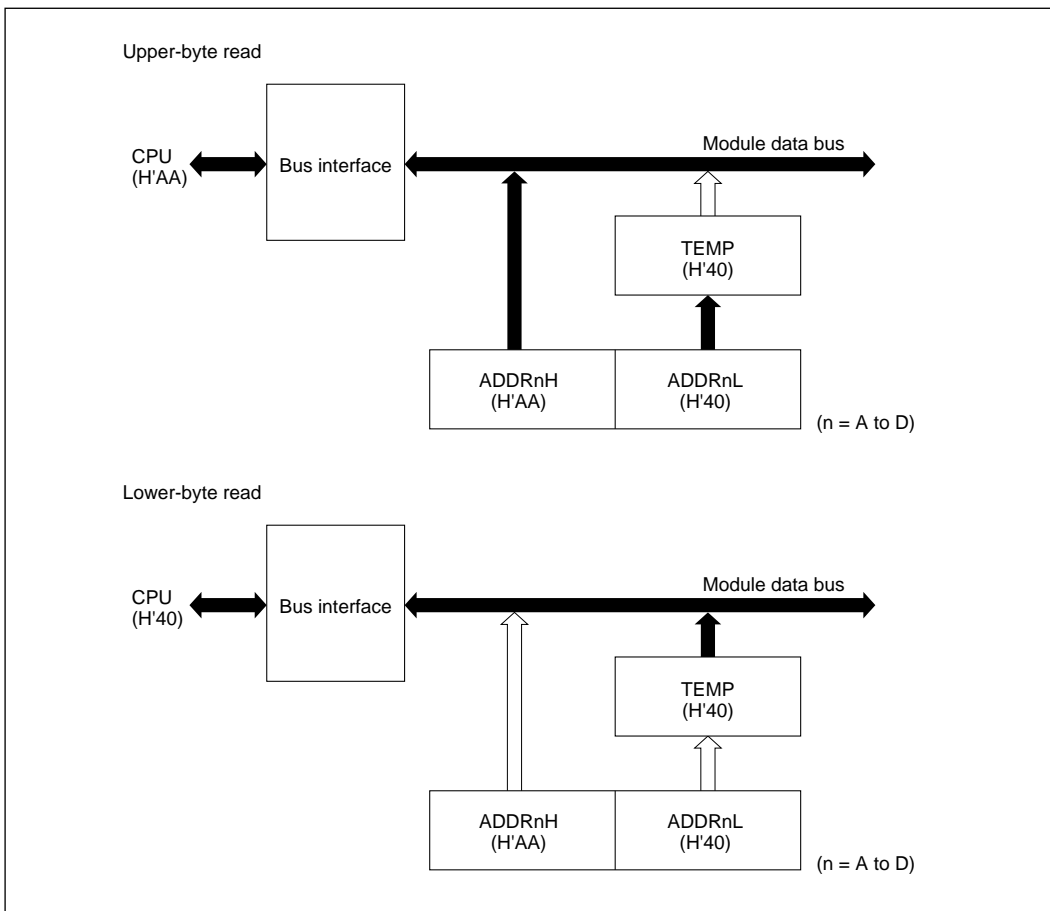 Upper-byte read
CPU
(H'AA)
Bus interface
Module data bus
TEMP
(H'40)
ADDRnH
(H'AA)
ADDRnL
(H'40)
(n = A to D)
Lower-byte read
CPU
(H'40)
Bus interface
Module data bus
TEMP
(H'40)
ADDRnH
(H'AA)
ADDRnL
(H'40)
(n = A to D)